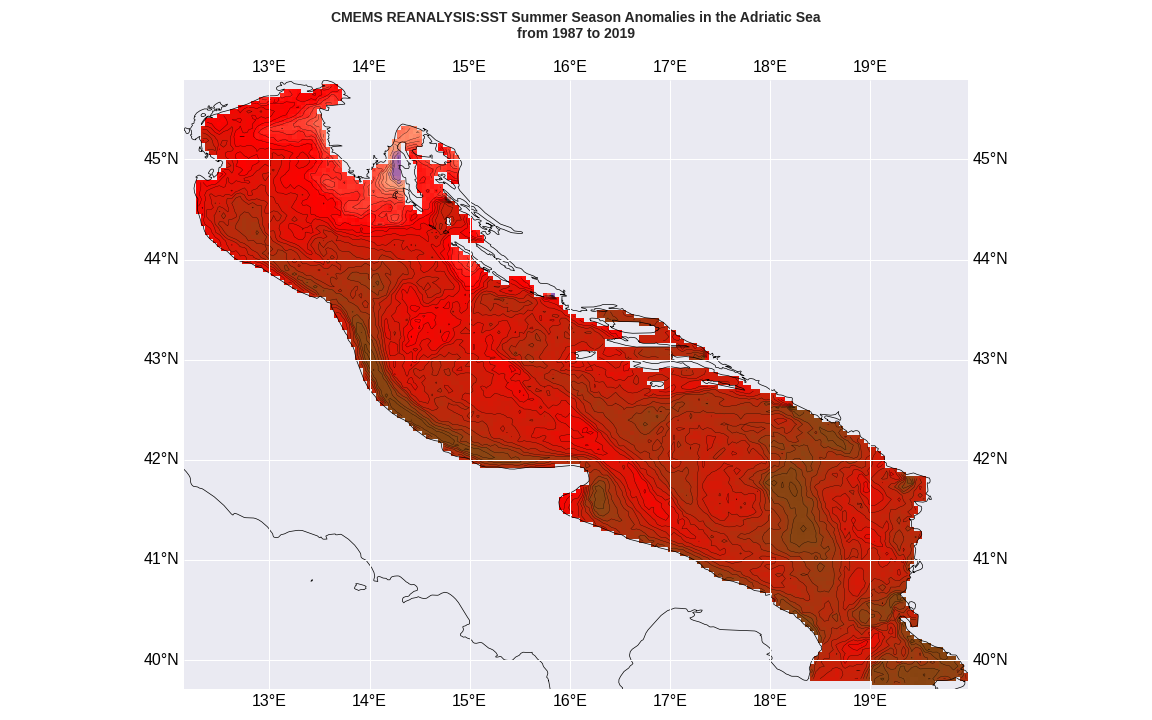 CMEMS REANALYSIS:SST Summer Season Anomalies in the Adriatic Sea
from 1987 to 2019
13°E 14°E 15°E 16°E 17°E 18°E 19°E
45°N 45°N
44°N 44°N
43°N 43°N
42°N 42°N
41°N 41°N
40°N 40°N
13°E 14°E 15°E 16°E 17°E 18°E 19°E